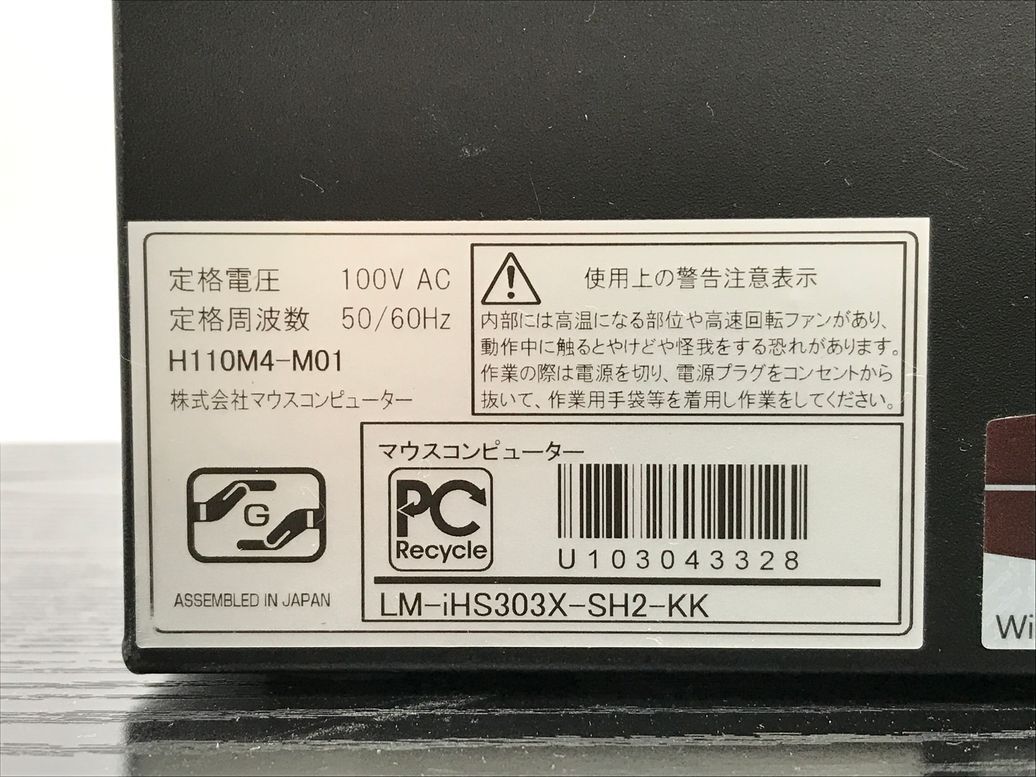 定格電圧 100V AC
定格周波数 50/60Hz
H110M4-M01
株式会社マウスコンピューター
使用上の警告注意表示
内部には高温になる部位や高速回転ファンがあり、
動作中に触るとやけどや怪我をする恐れがあります。
作業の際は電源を切り、電源プラグをコンセントから
抜いて、作業用手袋等を着用し作業をしてください。
G
ASSEMBLED IN JAPAN
マウスコンピューター
PC
Recycle
U103043328
LM-iHS303X-SH2-KK